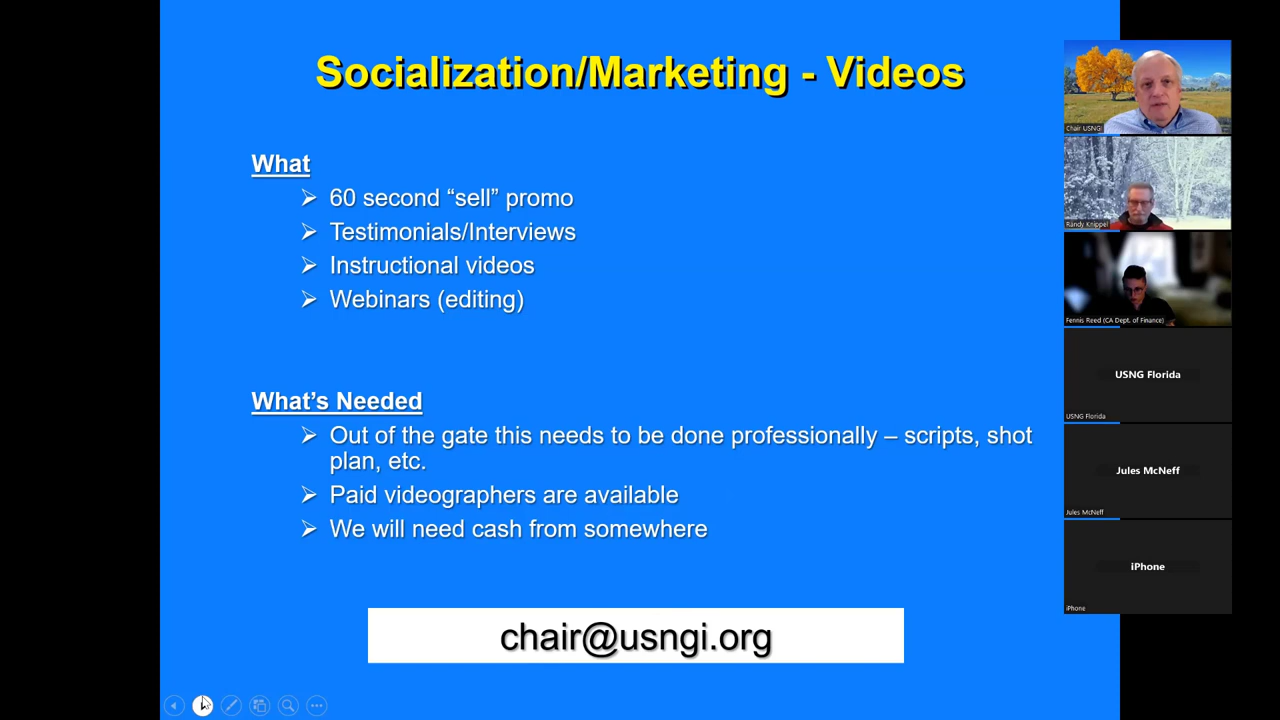 Socialization/Marketing - Videos
What
60 second “sell” promo
Testimonials/Interviews
Instructional videos
Webinars (editing)
What’s Needed
Out of the gate this needs to be done professionally – scripts, shot
plan, etc.
Paid videographers are available
We will need cash from somewhere
chair@usngi.org
Chair USNGI
Randy Knippel
Fennis Reed (CA Dept. of Finance)
USNG Florida
USNG Florida
Jules McNeff
Jules McNeff
iPhone
iPhone